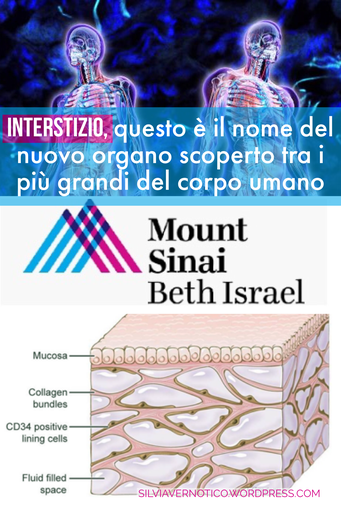 INTERSTIZIO, questo è il nome del
nuovo organo scoperto tra i
più grandi del corpo umano
Mount
Sinai
Beth Israel
Mucosa
Collagen
bundles
CD34 positive
lining cells
Fluid filled
space
SILVIAVERNOTICO.WORDPRESS.COM